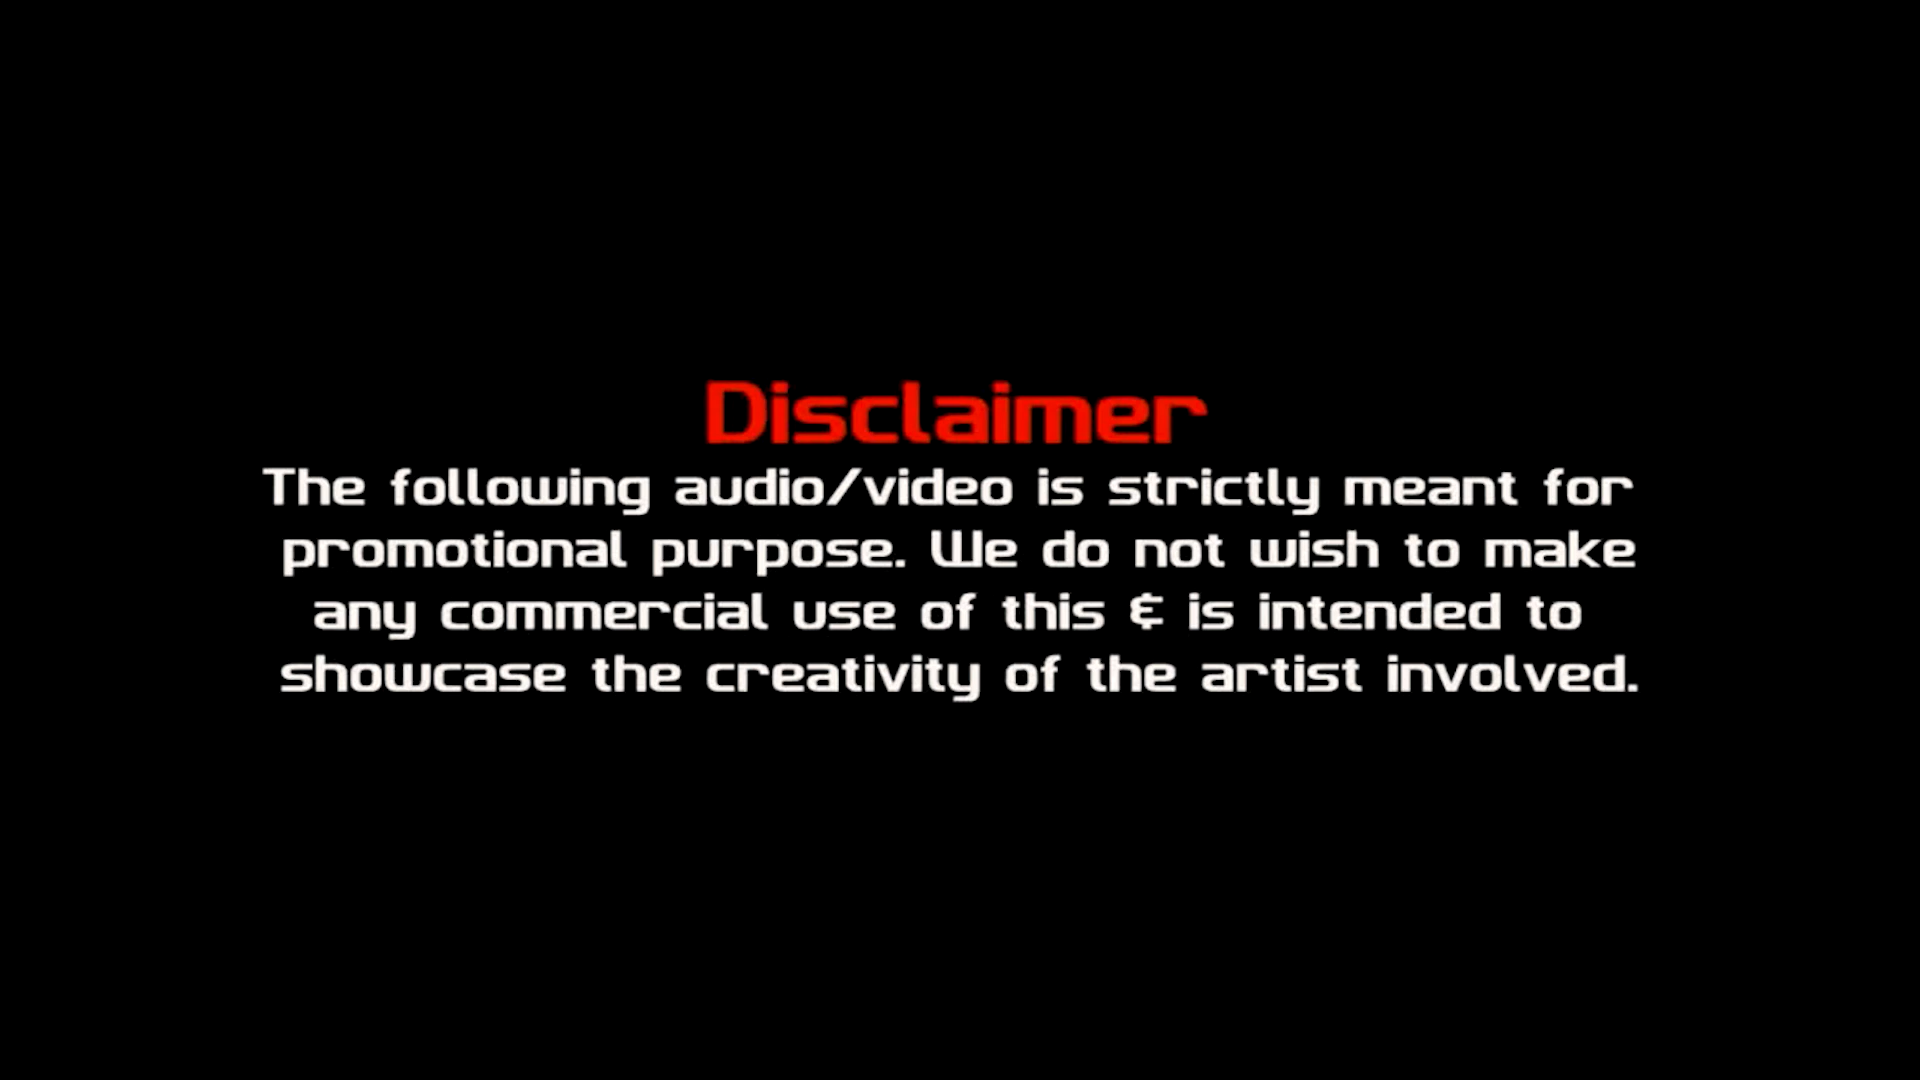 Disclaimer
The following audio/video is strictly meant for
promotional purpose. We do not wish to make
any commercial use of this & is intended to
showcase the creativity of the artist involved.